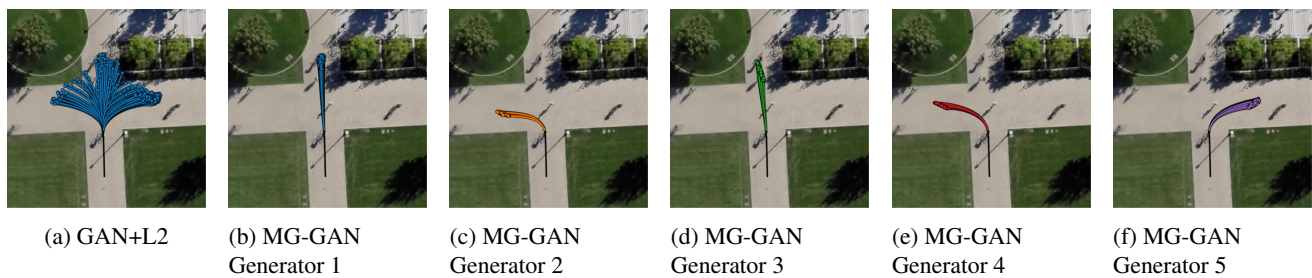 (a) GAN+L2
(b) MG-GAN
Generator 1
(c) MG-GAN
Generator 2
(d) MG-GAN
Generator 3
(e) MG-GAN
Generator 4
(f) MG-GAN
Generator 5